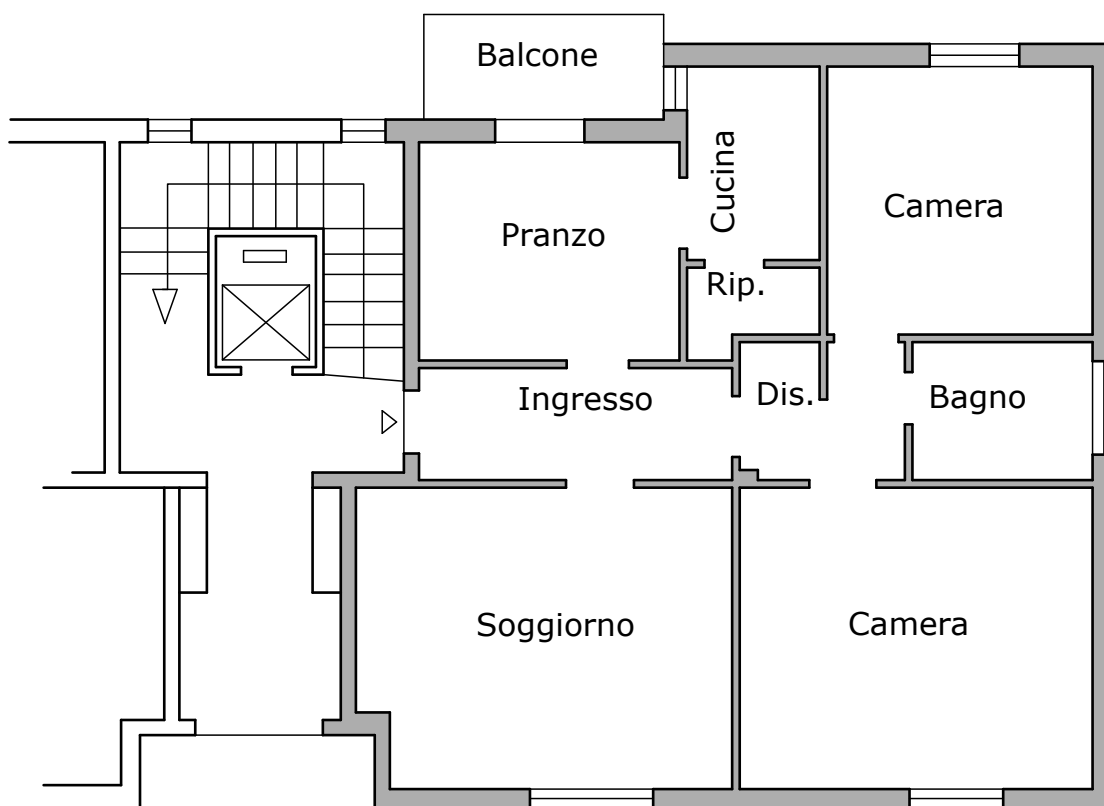 Balcone
Cucina
Camera
Pranzo
Rip.
Ingresso
Dis.
Bagno
Soggiorno
Camera